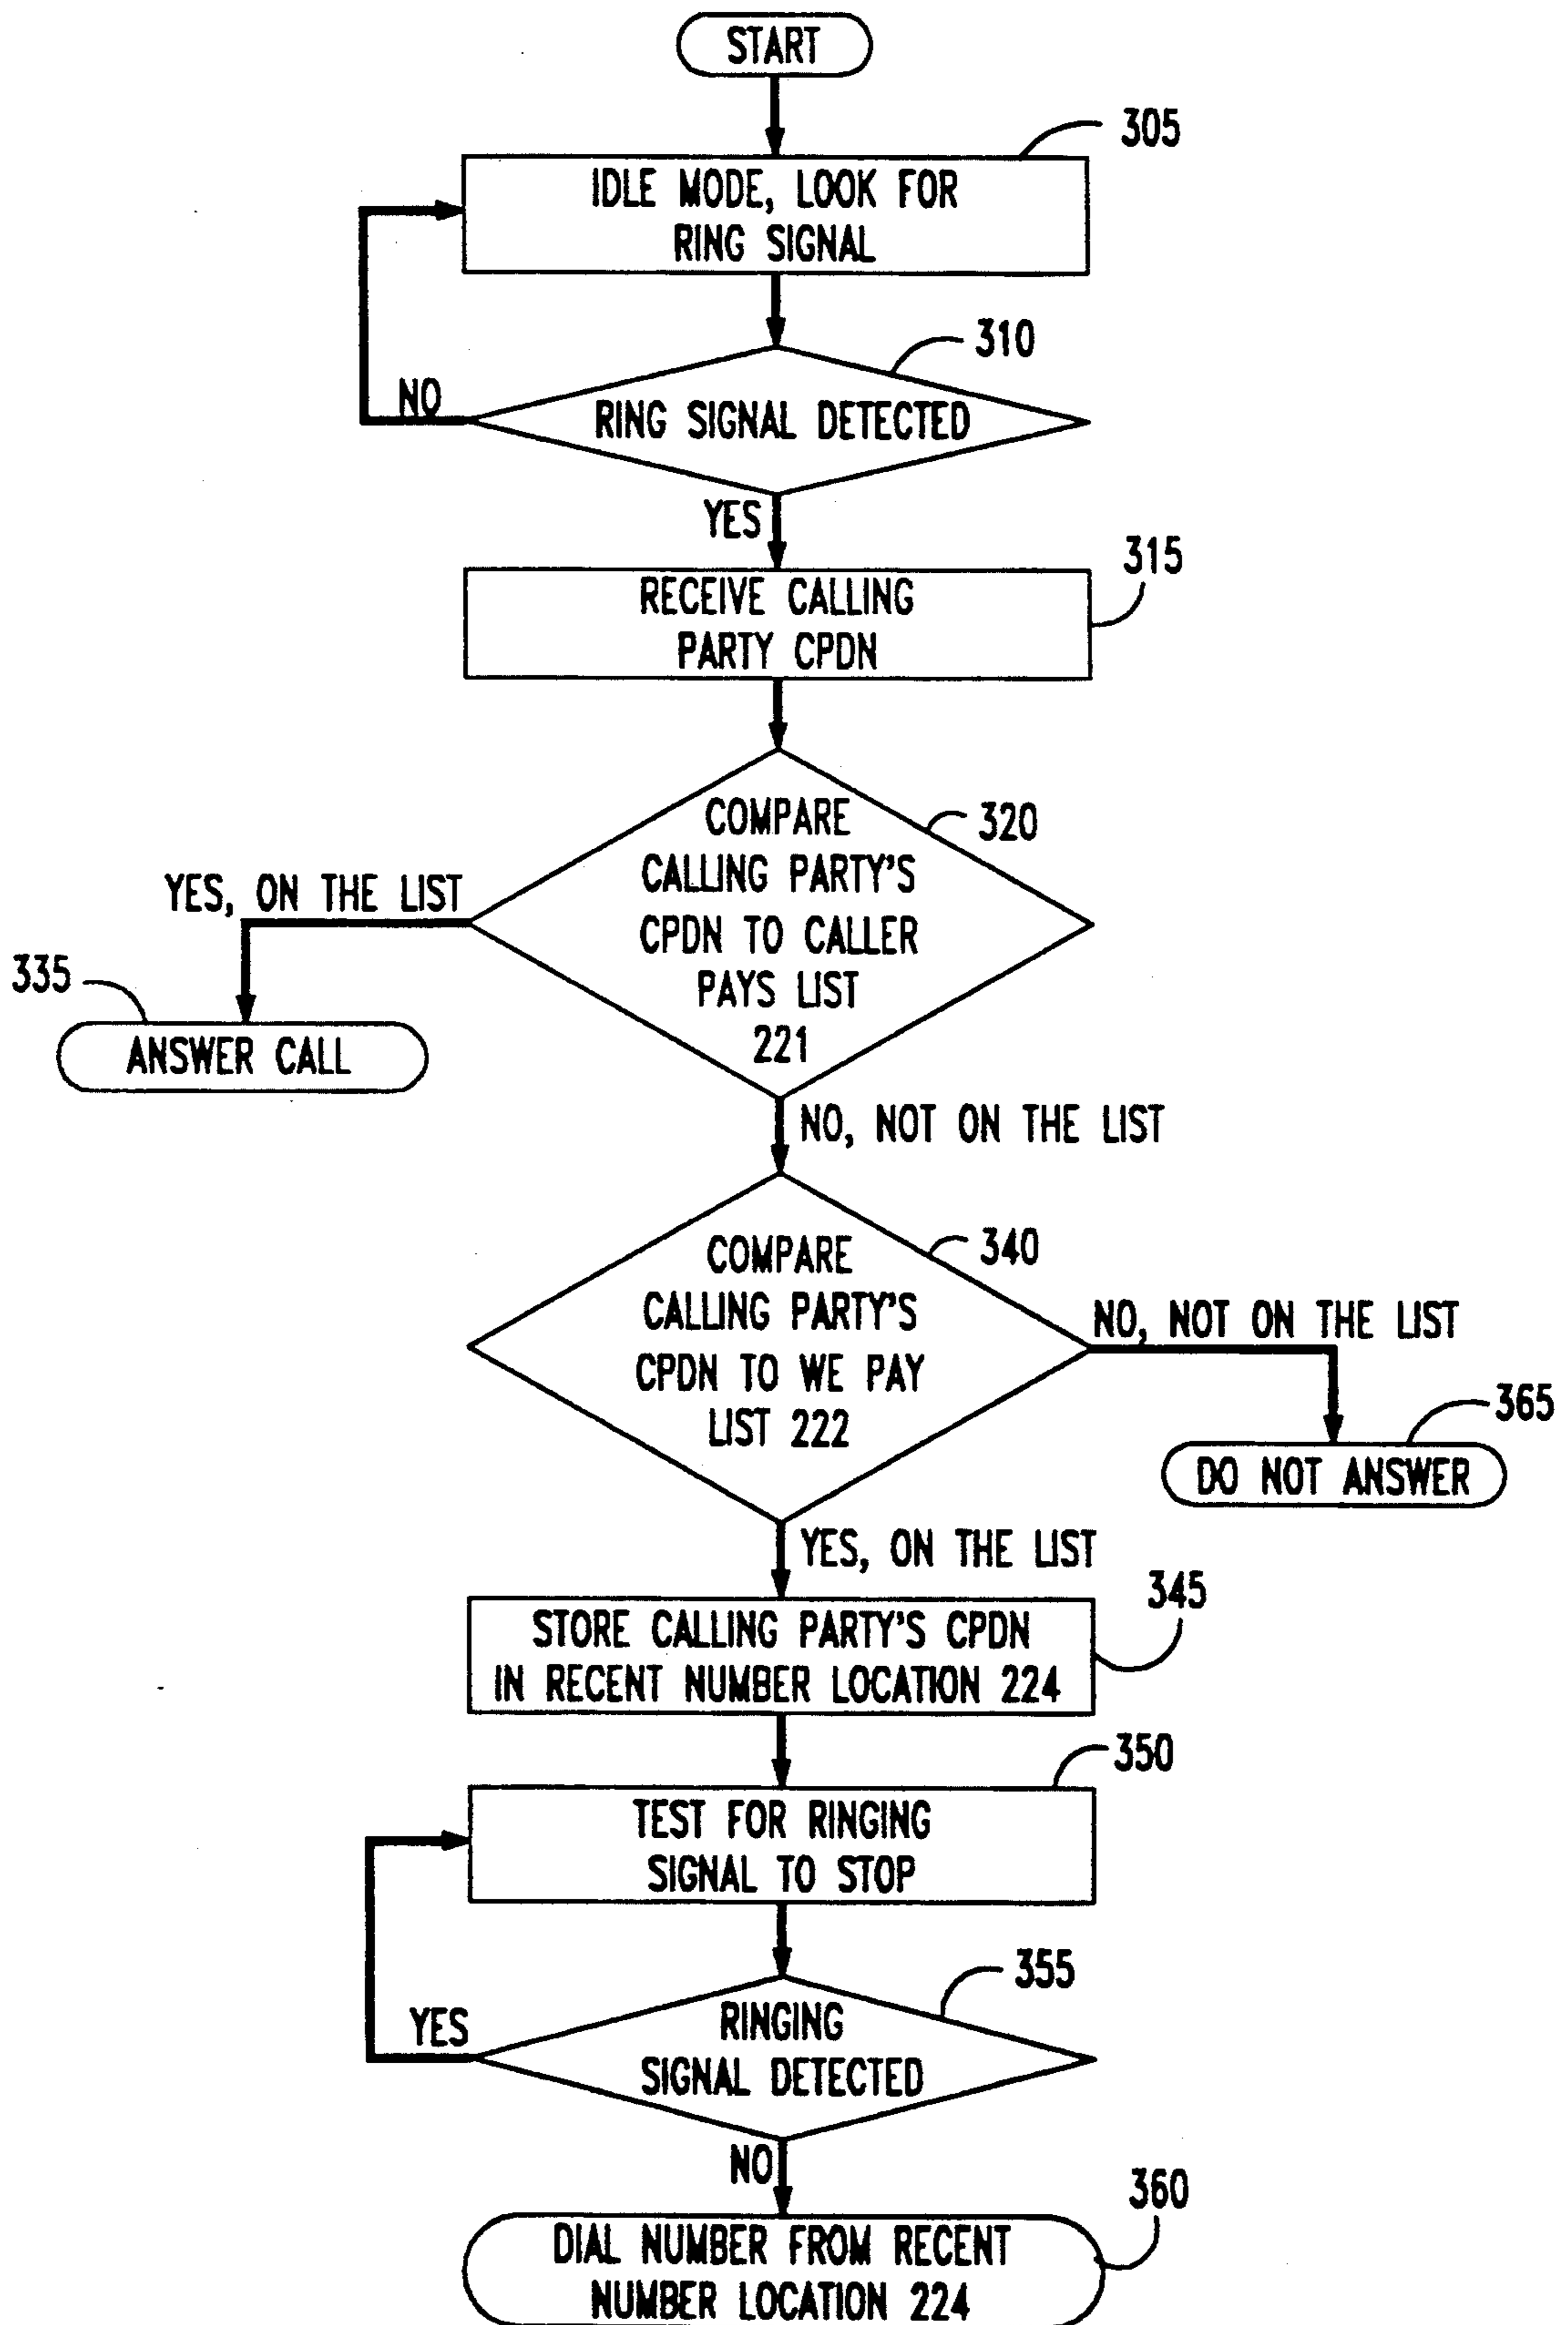 START
305
IDLE MODE, LOOK FOR
RING SIGNAL
310
RING SIGNAL DETECTED
NO
YES
315
RECEIVE CALLING
PARTY CPDN
320
COMPARE
CALLING PARTY'S
CPDN TO CALLER
PAYS LIST
221
YES, ON THE LIST
335
ANSWER CALL
NO, NOT ON THE LIST
340
COMPARE
CALLING PARTY'S
CPDN TO WE PAY
LIST 222
NO, NOT ON THE LIST
365
DO NOT ANSWER
YES, ON THE LIST
345
STORE CALLING PARTY'S CPDN
IN RECENT NUMBER LOCATION 224
350
TEST FOR RINGING
SIGNAL TO STOP
355
RINGING
SIGNAL DETECTED
YES
NO
360
DIAL NUMBER FROM RECENT
NUMBER LOCATION 224